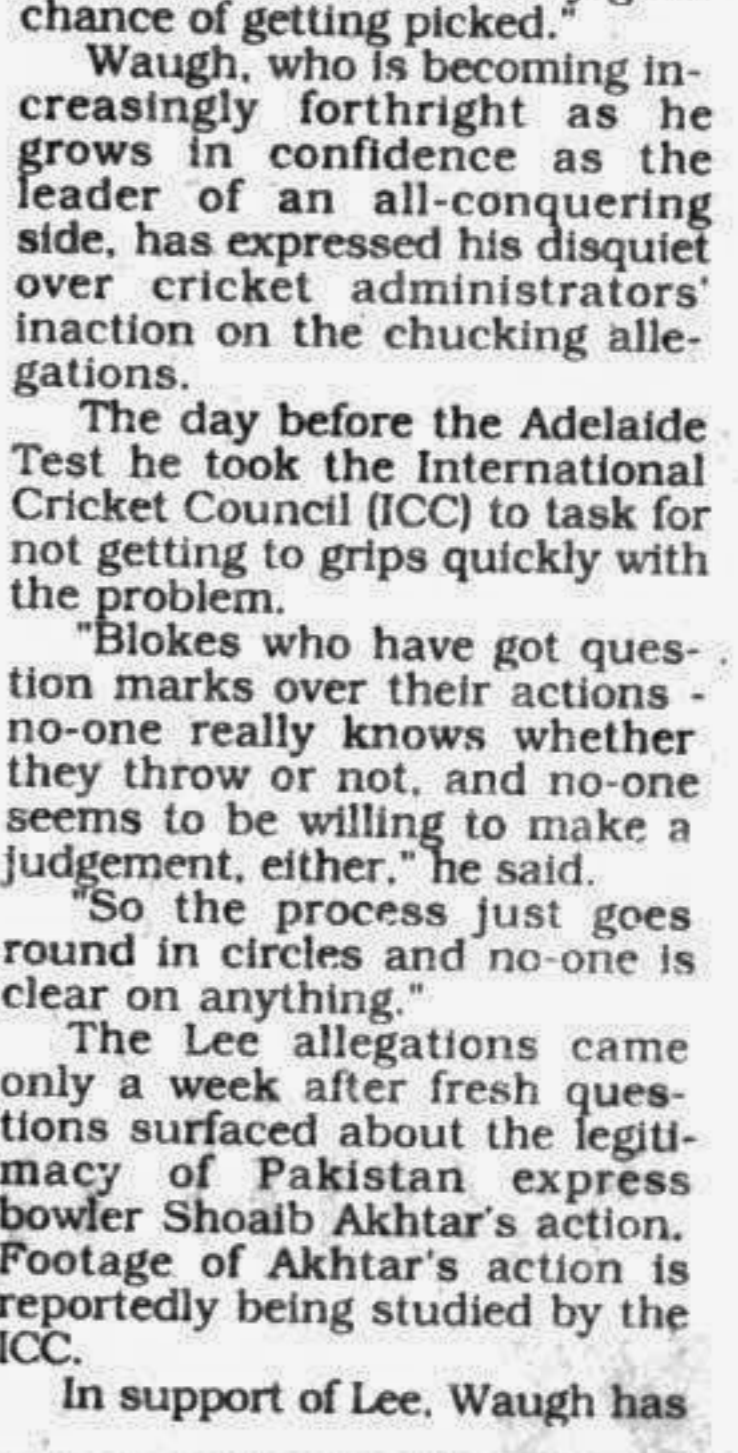 chance of getting picked."
Waugh, who is becoming in-
creasingly forthright as he
grows in confidence as the
leader of an all-conquering
side, has expressed his disquiet
over cricket administrators'
inaction on the chucking alle-
gations.
The day before the Adelaide
Test he took the International
Cricket Council (ICC) to task for
not getting to grips quickly with
the problem.
"Blokes who have got ques-
tion marks over their actions -
no-one really knows whether
they throw or not, and no-one
seems to be willing to make a
judgement, either," he said.
"So the process just goes
round in circles and no-one is
clear on anything."
The Lee allegations came
only a week after fresh ques-
tions surfaced about the legiti-
macy of Pakistan express
bowler Shoaib Akhtar's action.
Footage of Akhtar's action is
reportedly being studied by the
ICC.
In support of Lee, Waugh has